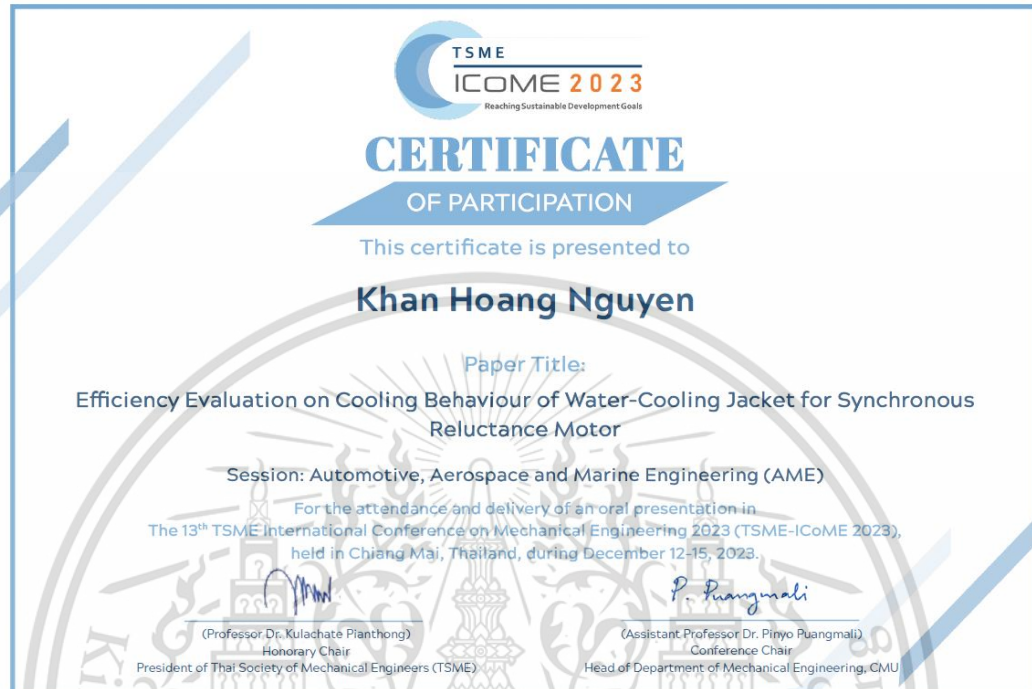 TSME
ICoME 2023
Reaching Sustainable Development Goals
CERTIFICATE
OF PARTICIPATION
This certificate is presented to
Khan Hoang Nguyen
Paper Title:
Efficiency Evaluation on Cooling Behaviour of Water-Cooling Jacket for Synchronous
Reluctance Motor
Session: Automotive, Aerospace and Marine Engineering (AME)
For the attendance and delivery of an oral presentation in
The 13th TSME International Conference on Mechanical Engineering 2023 (TSME-ICoME 2023),
held in Chiang Mai, Thailand, during December 12-15, 2023.
P. Puangmali
(Professor Dr. Kulachate Pianthong)
Honorary Chair
President of Thai Society of Mechanical Engineers (TSME)
(Assistant Professor Dr. Pinyo Puangmali)
Conference Chair
Head of Department of Mechanical Engineering, CMU